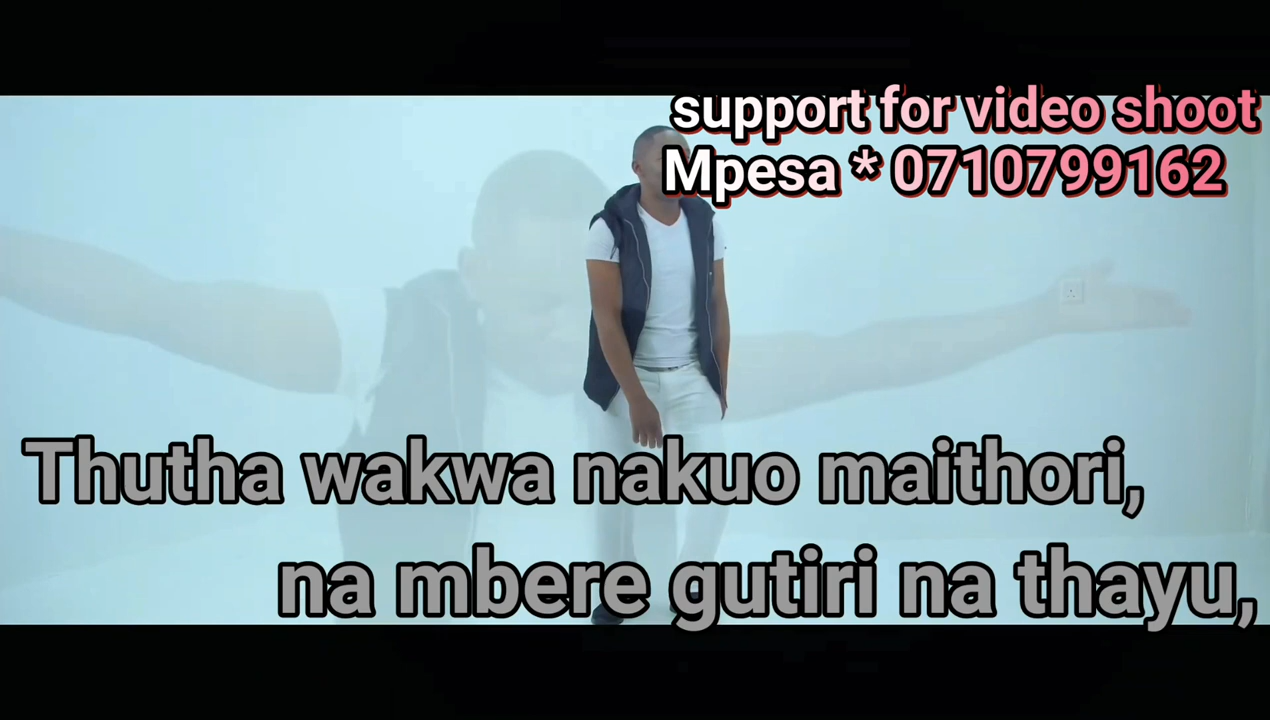 support for video shoot
Mpesa * 0710799162
Thutha wakwa nakuo maithori,
na mbere gutiri na thayu,